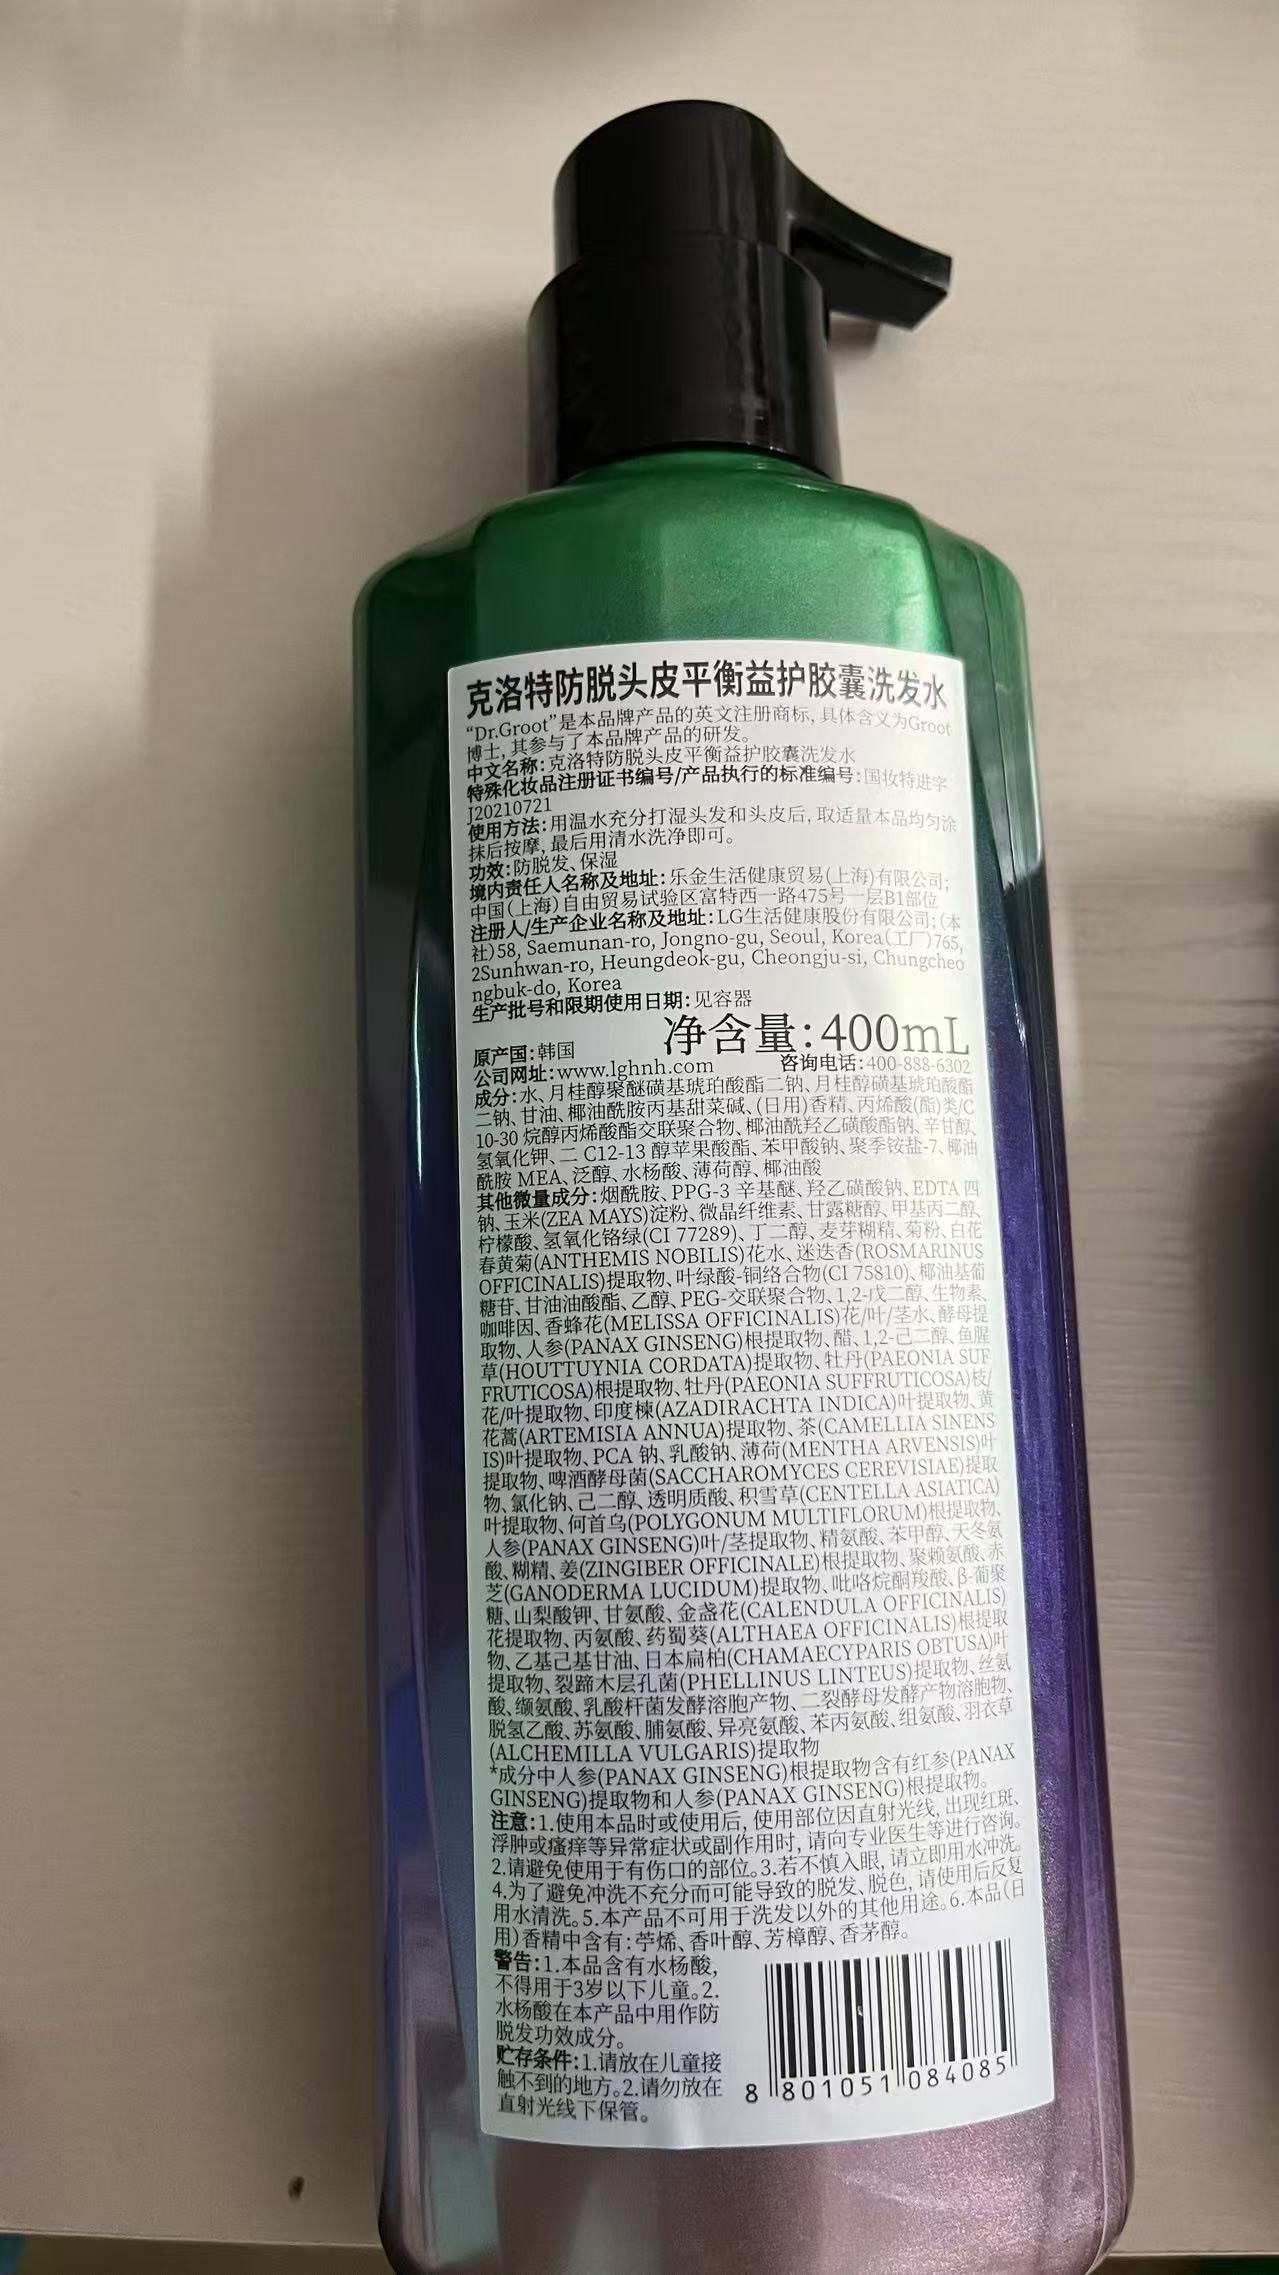 克洛特防脱头皮平衡益护胶囊洗发水
“Dr.Groot”是本品牌产品的英文注册商标, 具体含义为Groot
博士, 其参与了本品牌产品的研发。
中文名称: 克洛特防脱头皮平衡益护胶囊洗发水
特殊化妆品注册证书编号/产品执行的标准编号: 国妆特进字
J20210721
使用方法: 用温水充分打湿头发和头皮后, 取适量本品均匀涂
抹后按摩, 最后用清水洗净即可。
功效: 防脱发、保湿
境内责任人名称及地址: 乐金生活健康贸易(上海)有限公司;
中国(上海)自由贸易试验区富特西一路475号一层B1部位
注册人/生产企业名称及地址: LG生活健康股份有限公司; (本
社)58, Saemunan-ro, Jongno-gu, Seoul, Korea(工厂)765,
2Sunhwan-ro, Heungdeok-gu, Cheongju-si, Chungcheo
ngbuk-do, Korea
生产批号和限期使用日期: 见容器
净含量: 400mL
原产国: 韩国
公司网址: www.lghnh.com 咨询电话: 400-888-6302
成分: 水、月桂醇聚醚磺基琥珀酸酯二钠、月桂醇磺基琥珀酸酯
二钠、甘油、椰油酰胺丙基甜菜碱、(日用)香精、丙烯酸(酯)类/C
10-30 烷醇丙烯酸酯交联聚合物、椰油酰羟乙磺酸酯钠、辛甘醇、
氢氧化钾、二 C12-13 醇苹果酸酯、苯甲酸钠、聚季铵盐-7、椰油
酰胺 MEA、泛醇、水杨酸、薄荷醇、椰油酸
其他微量成分: 烟酰胺、PPG-3 辛基醚、羟乙磺酸钠、EDTA 四
钠、玉米(ZEA MAYS)淀粉、微晶纤维素、甘露糖醇、甲基丙二醇、
柠檬酸、氢氧化铬绿(CI 77289)、丁二醇、麦芽糊精、菊粉、白花
春黄菊(ANTHEMIS NOBILIS)花水、迷迭香(ROSMARINUS
OFFICINALIS)提取物、叶绿酸-铜络合物(CI 75810)、椰油基葡
糖苷、甘油油酸酯、乙醇、PEG-交联聚合物、1,2-戊二醇、生物素、
咖啡因、香蜂花(MELISSA OFFICINALIS)花/叶/茎水、酵母提
取物、人参(PANAX GINSENG)根提取物、醋、1,2-己二醇、鱼腥
草(HOUTTUYNIA CORDATA)提取物、牡丹(PAEONIA SUF
FRUTICOSA)根提取物、牡丹(PAEONIA SUFFRUTICOSA)枝/
花/叶提取物、印度楝(AZADIRACHTA INDICA)叶提取物、黄
花蒿(ARTEMISIA ANNUA)提取物、茶(CAMELLIA SINENS
IS)叶提取物、PCA 钠、乳酸钠、薄荷(MENTHA ARVENSIS)叶
提取物、啤酒酵母菌(SACCHAROMYCES CEREVISIAE)提取
物、氯化钠、己二醇、透明质酸、积雪草(CENTELLA ASIATICA)
叶提取物、何首乌(POLYGONUM MULTIFLORUM)根提取物、
人参(PANAX GINSENG)叶/茎提取物、精氨酸、苯甲醇、天冬氨
酸、糊精、姜(ZINGIBER OFFICINALE)根提取物、聚赖氨酸、赤
芝(GANODERMA LUCIDUM)提取物、吡咯烷酮羧酸、β-葡聚
糖、山梨酸钾、甘氨酸、金盏花(CALENDULA OFFICINALIS)
花提取物、丙氨酸、药蜀葵(ALTHAEA OFFICINALIS)根提取
物、乙基己基甘油、日本扁柏(CHAMAECYPARIS OBTUSA)叶
提取物、裂蹄木层孔菌(PHELLINUS LINTEUS)提取物、丝氨
酸、缬氨酸、乳酸杆菌发酵溶胞产物、二裂酵母发酵产物溶胞物、
脱氢乙酸、苏氨酸、脯氨酸、异亮氨酸、苯丙氨酸、组氨酸、羽衣草
(ALCHEMILLA VULGARIS)提取物
*成分中人参(PANAX GINSENG)根提取物含有红参(PANAX
GINSENG)提取物和人参(PANAX GINSENG)根提取物。
注意: 1.使用本品时或使用后, 使用部位因直射光线, 出现红斑、
浮肿或瘙痒等异常症状或副作用时, 请向专业医生等进行咨询。
2.请避免使用于有伤口的部位。3.若不慎入眼, 请立即用水冲洗。
4.为了避免冲洗不充分而可能导致的脱发、脱色, 请使用后反复
用水清洗。5.本产品不可用于洗发以外的其他用途。6.本品(日
用)香精中含有: 苧烯、香叶醇、芳樟醇、香茅醇。
警告: 1.本品含有水杨酸,
不得用于3岁以下儿童。2.
水杨酸在本产品中用作防
脱发功效成分。
贮存条件: 1.请放在儿童接
触不到的地方。2.请勿放在
直射光线下保管。
8 801051 084085